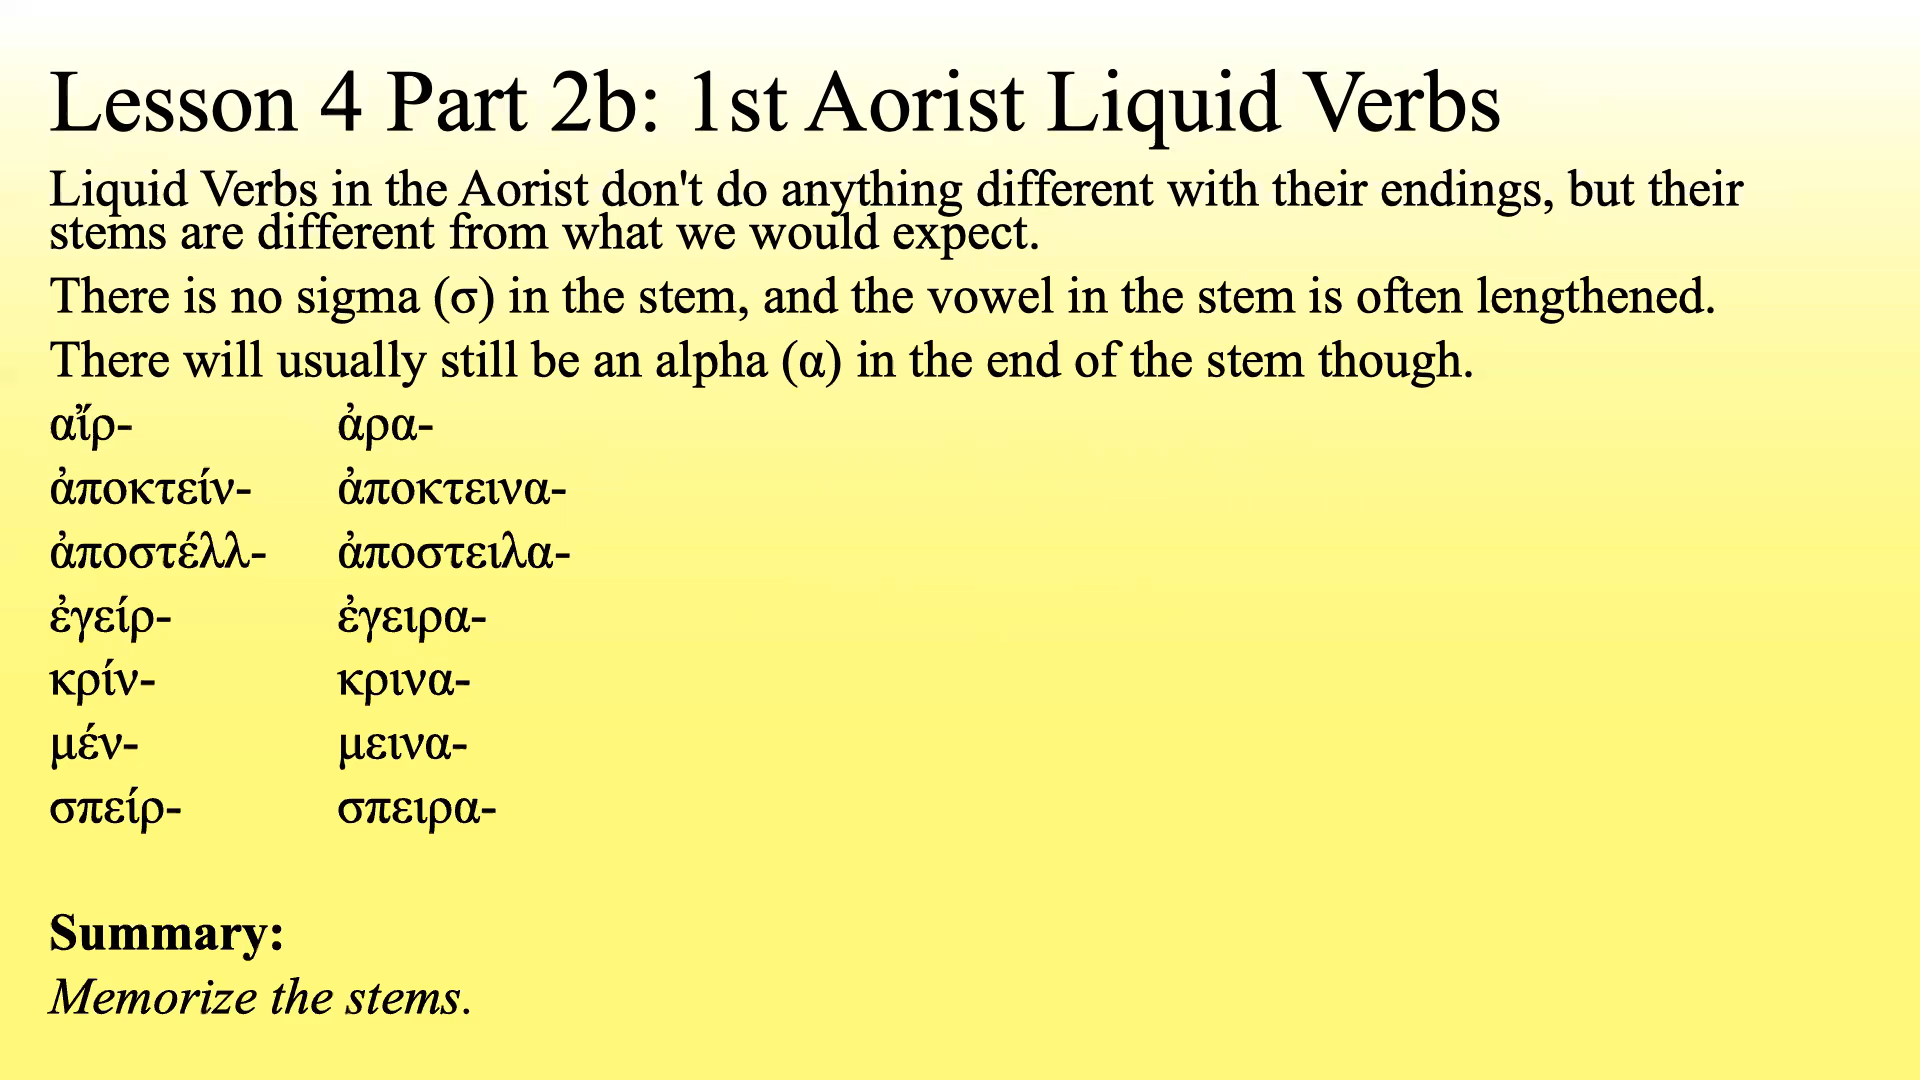 Lesson 4 Part 2b: 1st Aorist Liquid Verbs
Liquid Verbs in the Aorist don't do anything different with their endings, but their
stems are different from what we would expect.
There is no sigma (σ) in the stem, and the vowel in the stem is often lengthened.
There will usually still be an alpha (α) in the end of the stem though.
αἴρ- ἀρα-
ἀποκτείν- ἀποκτεινα-
ἀποστέλλ- ἀποστειλα-
ἐγείρ- ἐγειρα-
κρίν- κρινα-
μέν- μεινα-
σπείρ- σπειρα-
Summary:
Memorize the stems.